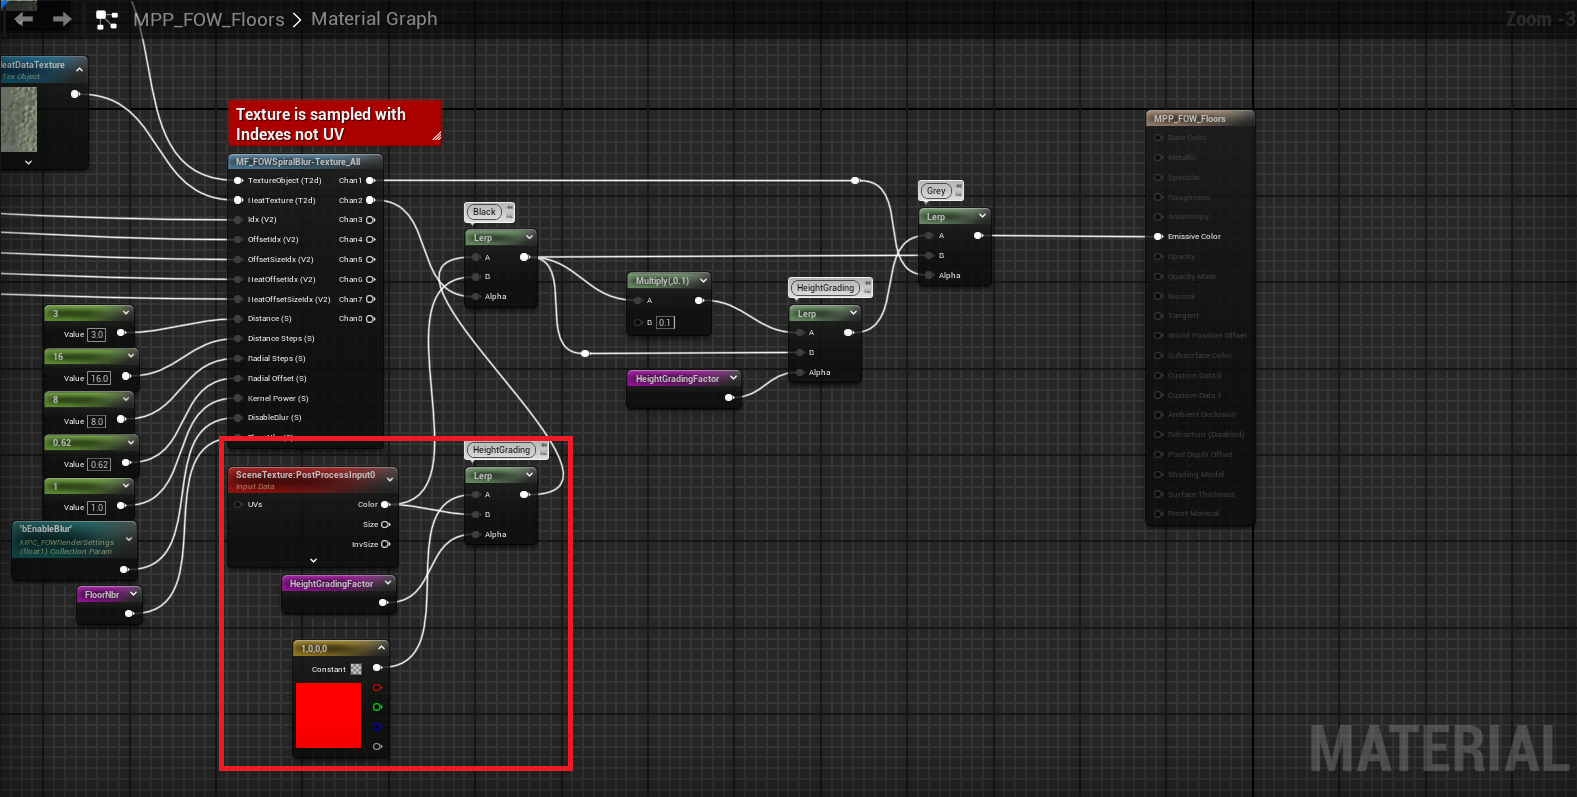 MPP_FOW_Floors > Material Graph
Zoom -3
eatDataTexture
Tex Object
Texture is sampled with
Indexes not UV
MF_FOWSpiralBlur-Texture_All
TextureObject (T2d) Chan1
HeatTexture (T2d) Chan2
Idx (V2) Chan3
OffsetIdx (V2) Chan4
OffsetSizeIdx (V2) Chan5
HeatOffsetIdx (V2) Chan6
HeatOffsetSizeIdx (V2) Chan7
Distance (S) Chan8
Distance Steps (S)
Radial Steps (S)
Radial Offset (S)
Kernel Power (S)
DisableBlur (S)
3
Value 3.0
16
Value 16.0
8
Value 8.0
0.62
Value 0.62
1
Value 1.0
'bEnableBlur'
MPC_FOWRenderSettings
(float1) Collection Param
FloorNbr
Black
Lerp
A
B
Alpha
Multiply(,0.1)
A
B 0.1
HeightGradingFactor
HeightGrading
Lerp
A
B
Alpha
Grey
Lerp
A
B
Alpha
SceneTexture:PostProcessInput0
Input Data
UVs Color
Size
InvSize
HeightGradingFactor
1,0,0,0
Constant
HeightGrading
Lerp
A
B
Alpha
MPP_FOW_Floors
Base Color
Metallic
Specular
Roughness
Anisotropy
Emissive Color
Opacity
Opacity Mask
Normal
Tangent
World Position Offset
Subsurface Color
Custom Data 0
Custom Data 1
Ambient Occlusion
Refraction (Disabled)
Pixel Depth Offset
Shading Model
Surface Thickness
Front Material
MATERIAL